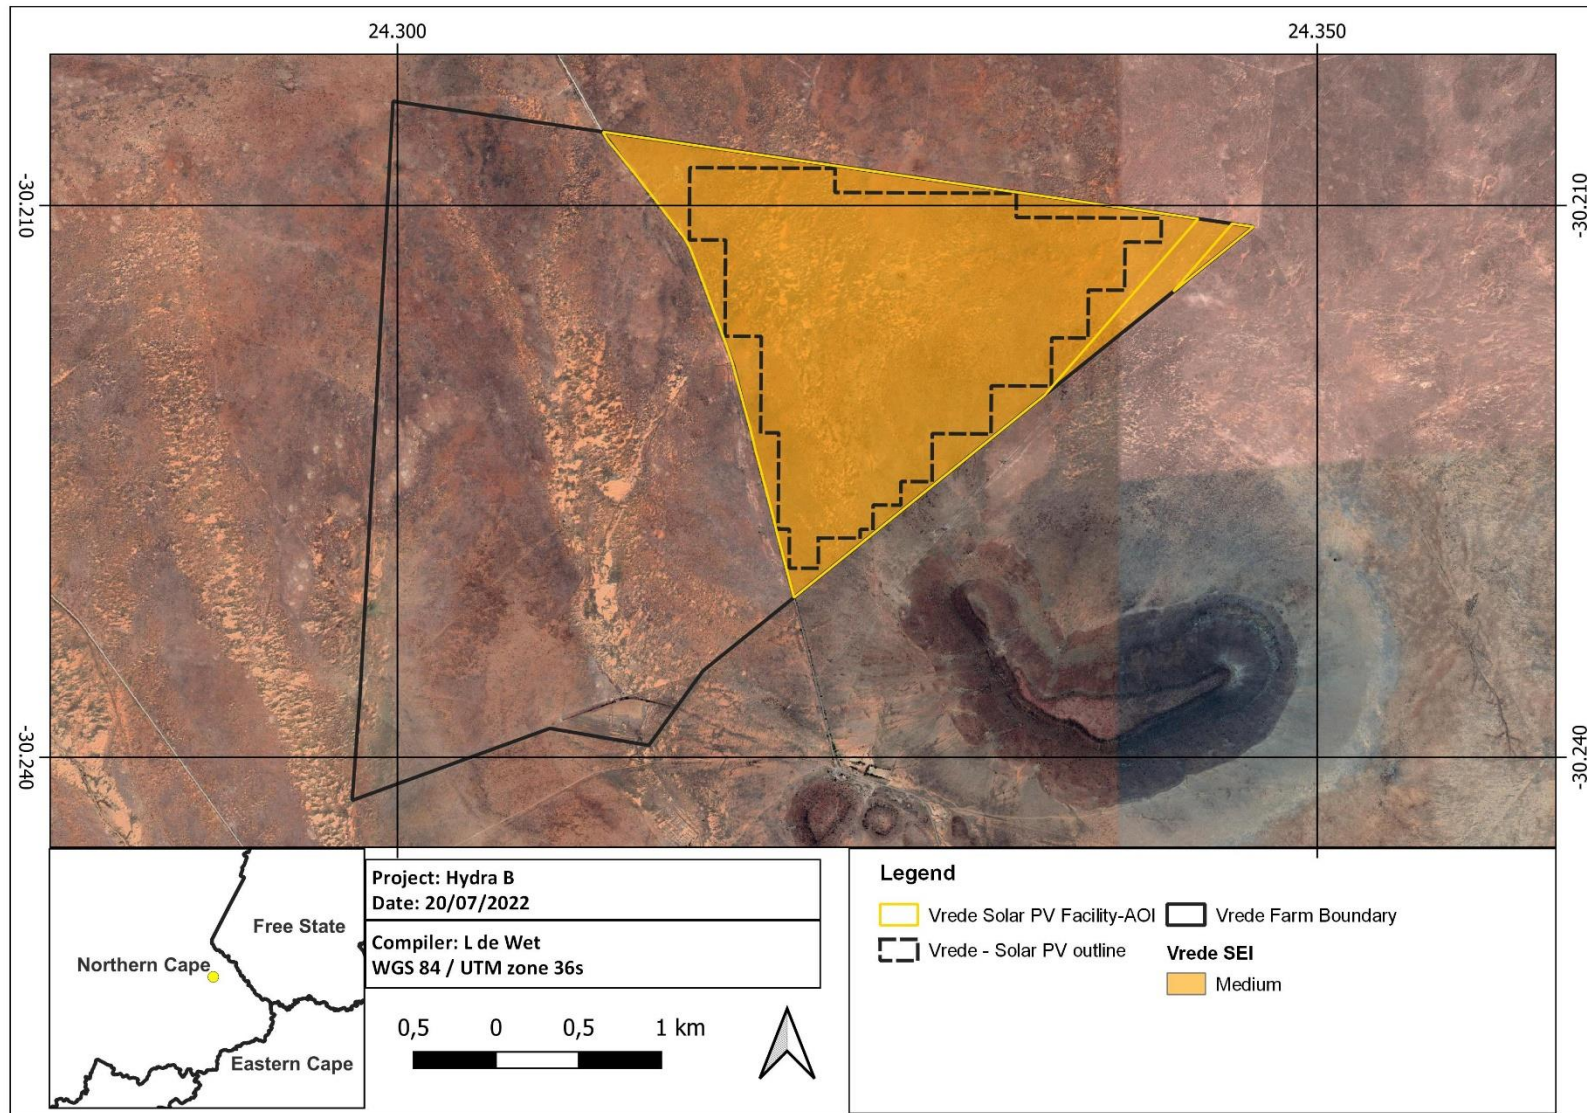 24.300
24.350
-30.210
-30.210
-30.240
-30.240
Free State
Northern Cape
Eastern Cape
Project: Hydra B
Date: 20/07/2022
Compiler: L de Wet
WGS 84 / UTM zone 36s
0,5 0 0,5 1 km
Legend
Vrede Solar PV Facility-AOI
Vrede - Solar PV outline
Vrede Farm Boundary
Vrede SEI
Medium